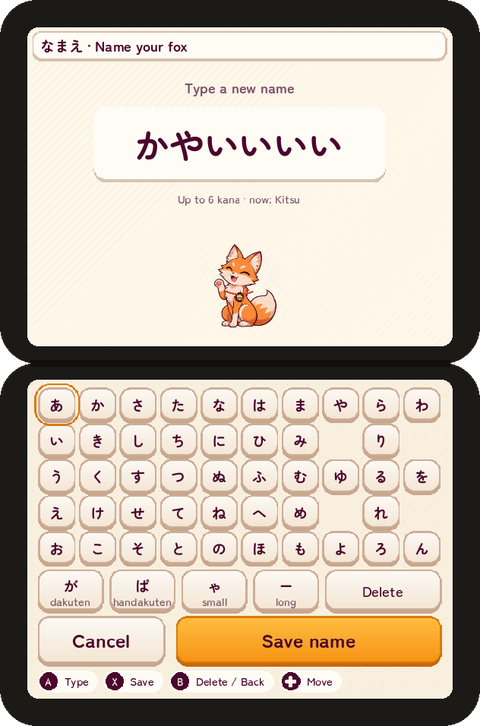 なまえ · Name your fox
Type a new name
かやいいいい
Up to 6 kana · now: Kitsu
あ か さ た な は ま や ら わ
い き し ち に ひ み り
う く す つ ぬ ふ む ゆ る を
え け せ て ね へ め れ
お こ そ と の ほ も よ ろ ん
が ぱ ゃ ー Delete
dakuten handakuten small long
Cancel Save name
A Type X Save B Delete / Back Move